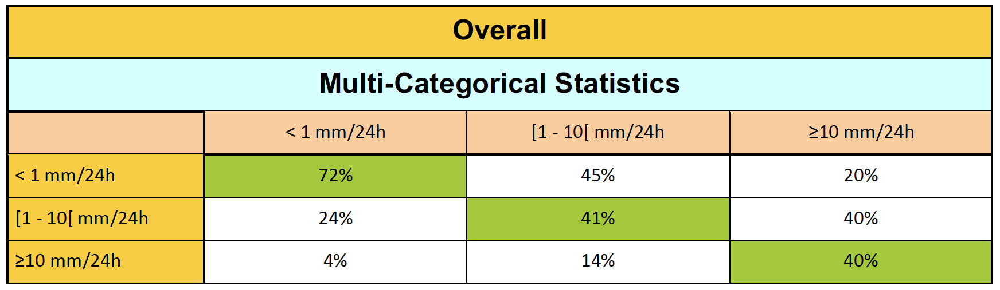 Overall
Multi-Categorical Statistics
< 1 mm/24h [1 - 10[ mm/24h ≥10 mm/24h
< 1 mm/24h 72% 45% 20%
[1 - 10[ mm/24h 24% 41% 40%
≥10 mm/24h 4% 14% 40%